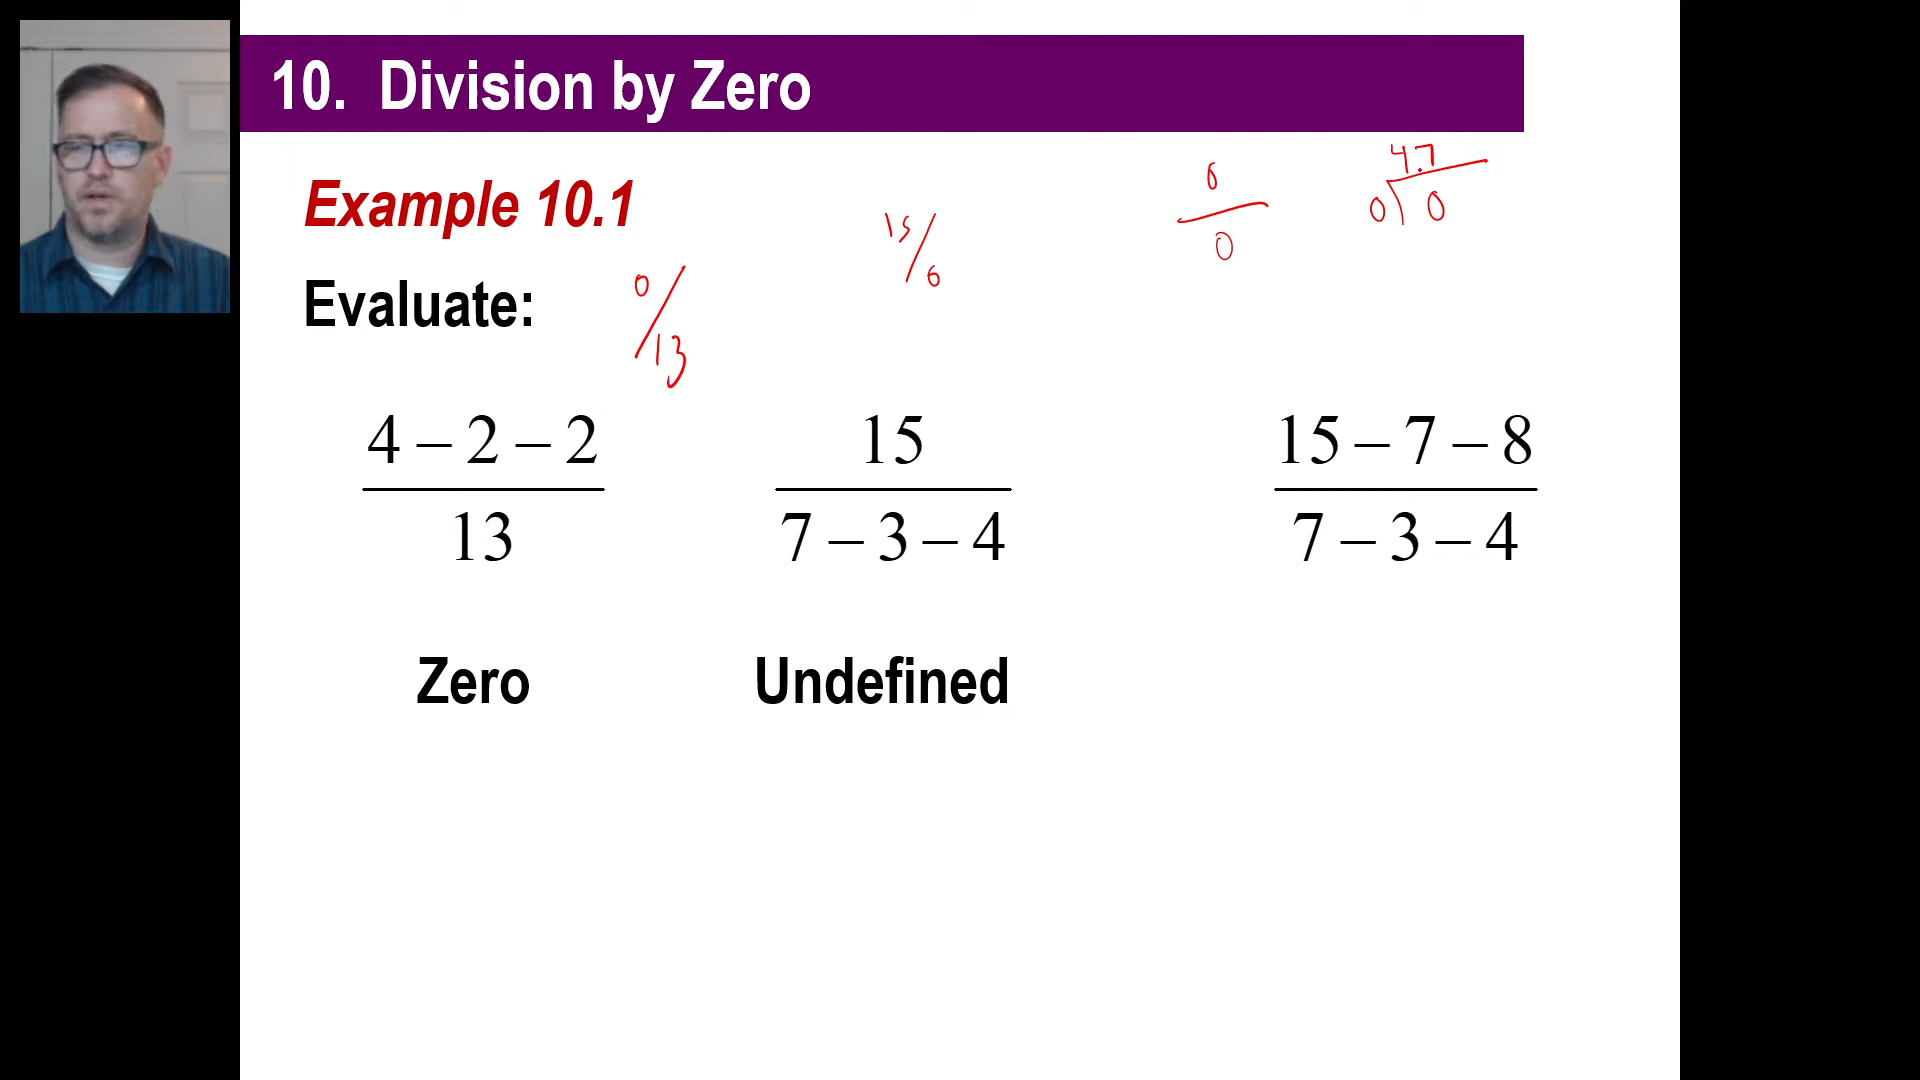 10. Division by Zero
Example 10.1
Evaluate:
0/13
15/0
0
0
4.7
0) 0
4 – 2 – 2
13
15
7 – 3 – 4
15 – 7 – 8
7 – 3 – 4
Zero
Undefined